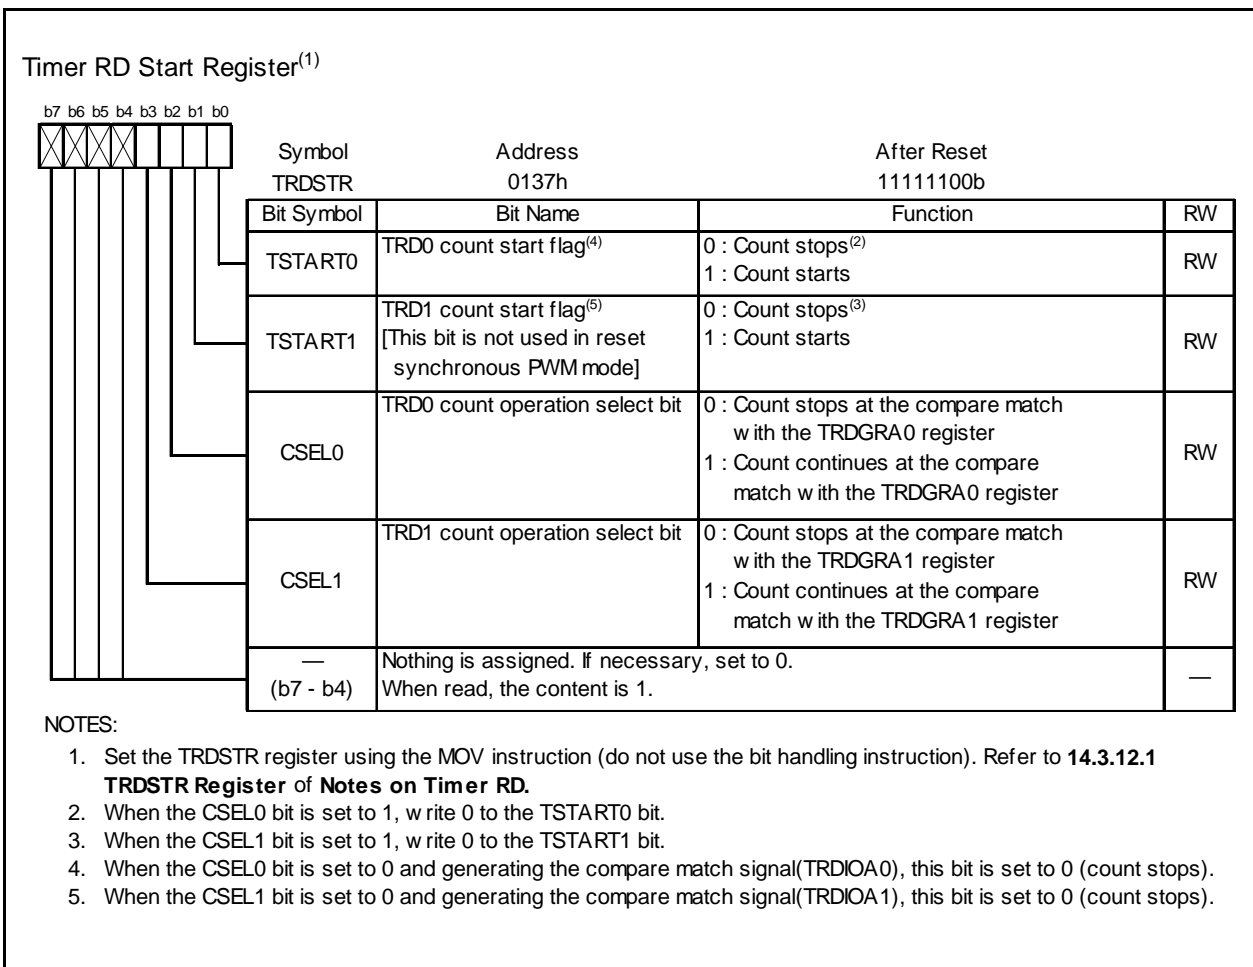 Timer RD Start Register(1)
b7 b6 b5 b4 b3 b2 b1 b0
Symbol Address After Reset
TRDSTR 0137h 11111100b
Bit Symbol Bit Name Function RW
TSTART0 TRD0 count start flag(4) 0 : Count stops(2) RW
1 : Count starts
TSTART1 TRD1 count start flag(5) 0 : Count stops(3) RW
[This bit is not used in reset 1 : Count starts
synchronous PWM mode]
CSEL0 TRD0 count operation select bit 0 : Count stops at the compare match RW
with the TRDGRA0 register
1 : Count continues at the compare
match with the TRDGRA0 register
CSEL1 TRD1 count operation select bit 0 : Count stops at the compare match RW
with the TRDGRA1 register
1 : Count continues at the compare
match with the TRDGRA1 register
— Nothing is assigned. If necessary, set to 0. —
(b7 - b4) When read, the content is 1.
NOTES:
1. Set the TRDSTR register using the MOV instruction (do not use the bit handling instruction). Refer to 14.3.12.1
TRDSTR Register of Notes on Timer RD.
2. When the CSEL0 bit is set to 1, write 0 to the TSTART0 bit.
3. When the CSEL1 bit is set to 1, write 0 to the TSTART1 bit.
4. When the CSEL0 bit is set to 0 and generating the compare match signal(TRDIOA0), this bit is set to 0 (count stops).
5. When the CSEL1 bit is set to 0 and generating the compare match signal(TRDIOA1), this bit is set to 0 (count stops).